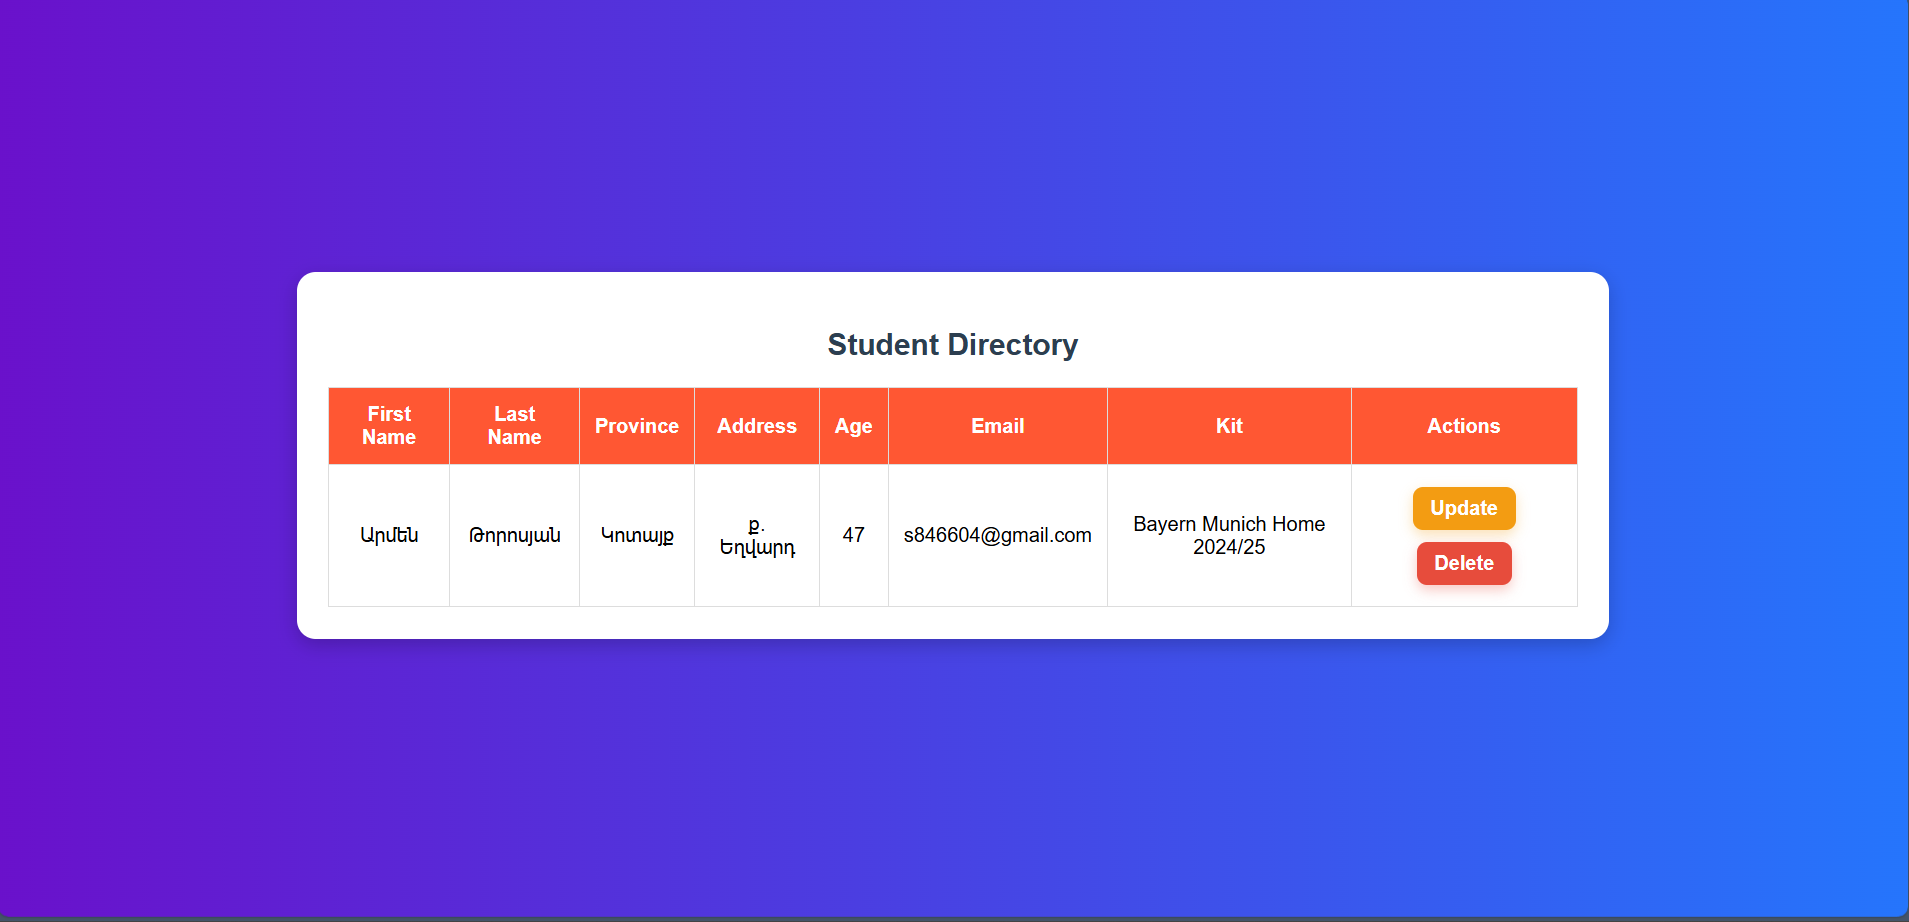 Student Directory
First Name
Last Name
Province
Address
Age
Email
Kit
Actions
Արմեն
Թորոսյան
Կոտայք
ք.
Եղվարդ
47
s846604@gmail.com
Bayern Munich Home
2024/25
Update
Delete